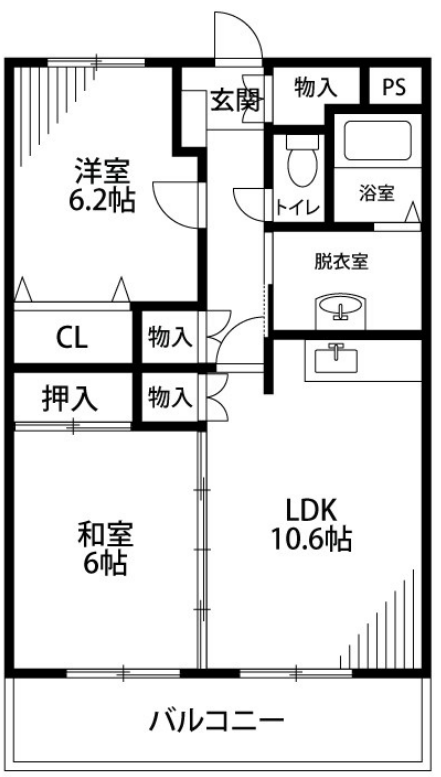 玄関
物入
PS
洋室
6.2帖
トイレ
浴室
脱衣室
CL
物入
押入
物入
和室
6帖
LDK
10.6帖
バルコニー